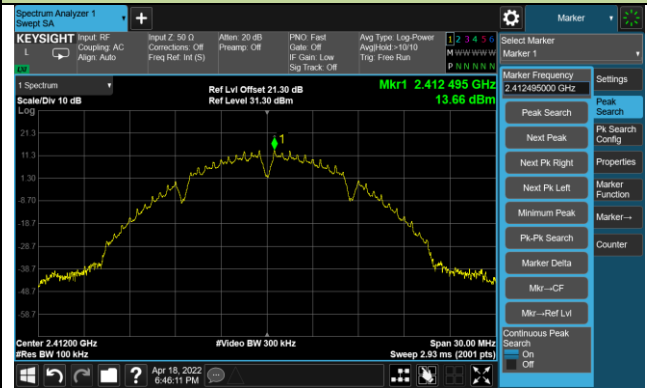 Spectrum Analyzer 1
Swept SA
Marker
KEYSIGHT
L
LXI
Input: RF
Coupling: AC
Align: Auto
Input Z: 50 Ω
Corrections: Off
Freq Ref: Int (S)
Atten: 20 dB
Preamp: Off
PNO: Fast
Gate: Off
IF Gain: Low
Sig Track: Off
Avg Type: Log-Power
Avg|Hold:>10/10
Trig: Free Run
1 2 3 4 5 6
M W W W W W
P N N N N N
Select Marker
Marker 1
1 Spectrum
Scale/Div 10 dB
Log
Ref Lvl Offset 21.30 dB
Ref Level 31.30 dBm
Mkr1 2.412 495 GHz
13.66 dBm
1
21.3
11.3
1.30
-8.70
-18.7
-28.7
-38.7
-48.7
-58.7
Center 2.41200 GHz
#Res BW 100 kHz
#Video BW 300 kHz
Span 30.00 MHz
Sweep 2.93 ms (2001 pts)
Marker Frequency
2.412495000 GHz
Peak Search
Next Peak
Next Pk Right
Next Pk Left
Minimum Peak
Pk-Pk Search
Marker Delta
Mkr→CF
Mkr→Ref Lvl
Continuous Peak
Search
On
Off
Settings
Peak
Search
Pk Search
Config
Properties
Marker
Function
Marker→
Counter
?
Apr 18, 2022
6:46:11 PM